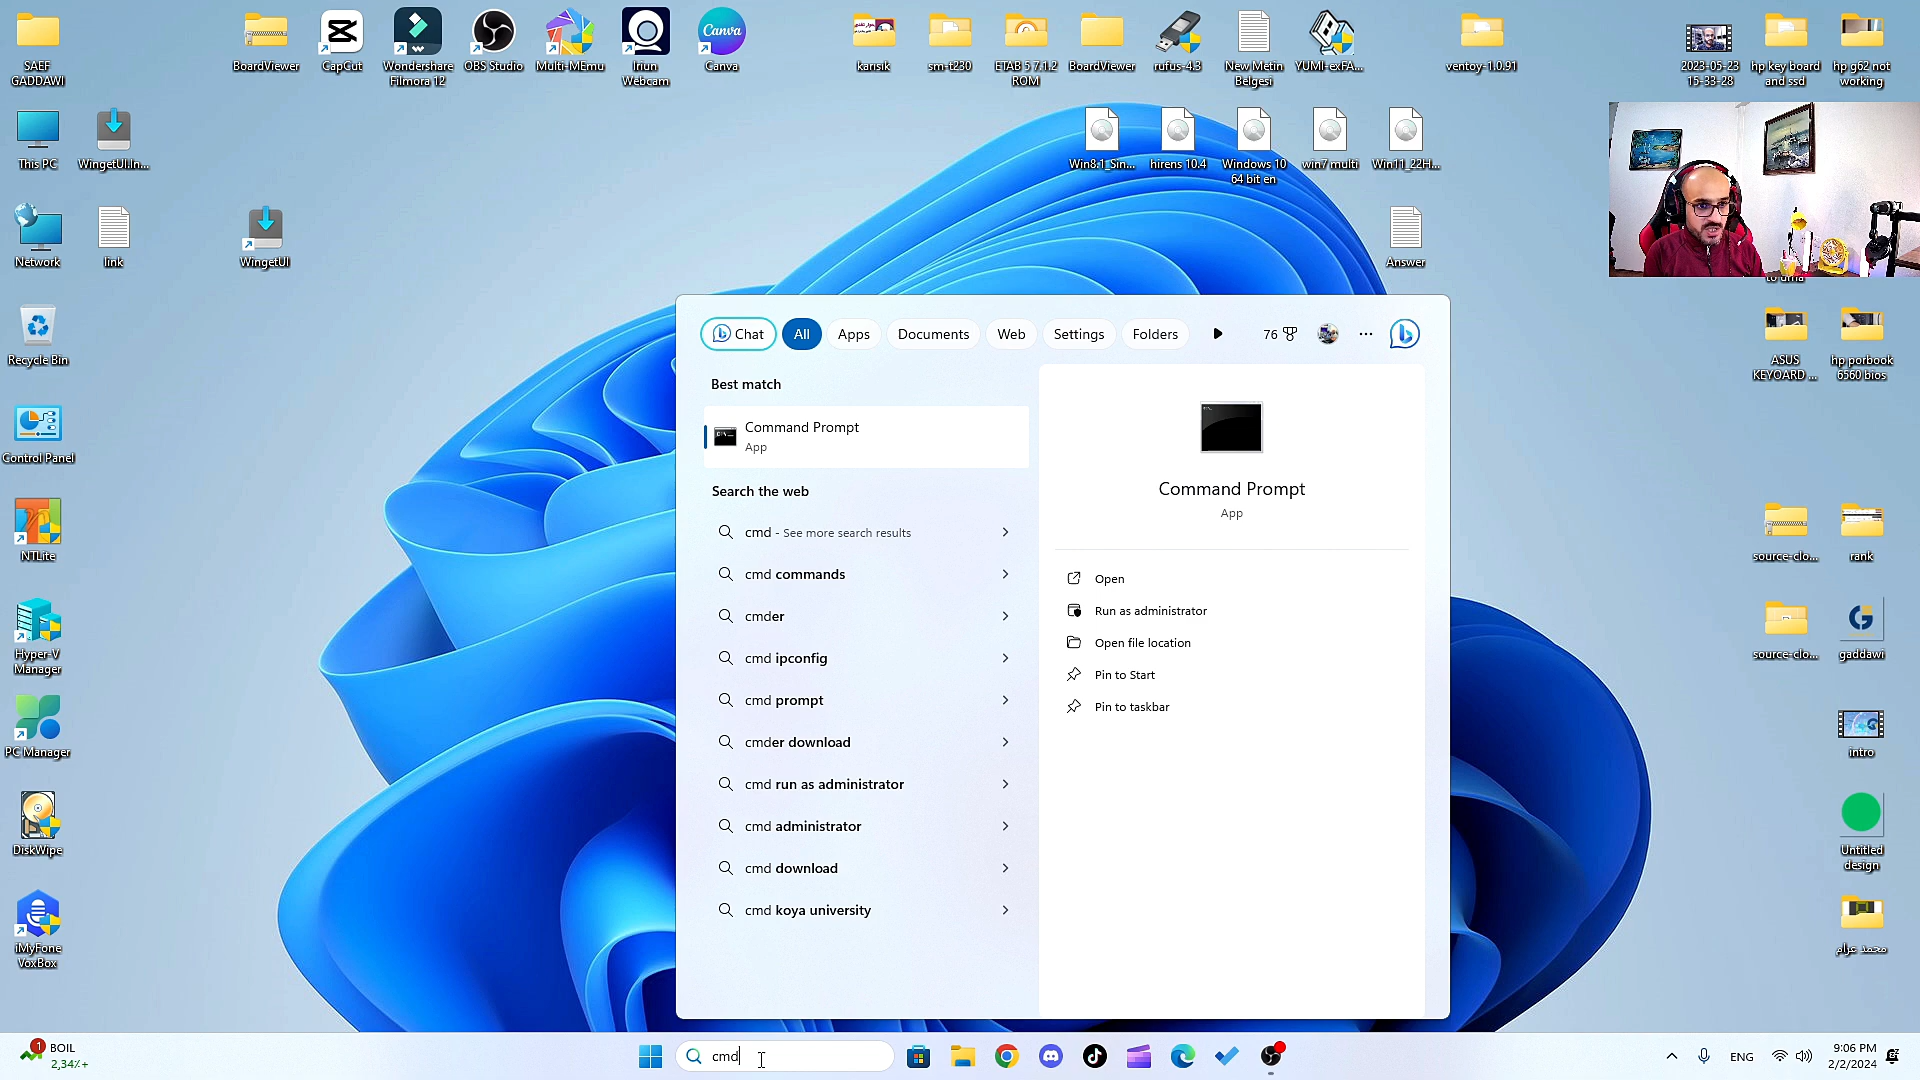 SAEF
GADDAWI
BoardViewer
CapCut
Wondershare
Filmora 12
OBS Studio
Multi-MEmu
Iriun
Webcam
Canva
Canva
karisik
sm-t230
ETAB 5 7.1.2
ROM
BoardViewer
rufus-4.3
New Metin
Belgesi
YUMI-exFA...
ventoy-1.0.91
2023-05-23
15-33-28
hp key board
and ssd
hp g62 not
working
This PC
WingetUI.In...
Win8.1_Sin...
hirens 10.4
Windows 10
64 bit en
win7 multi
Win11_22H...
Network
link
WingetUI
Answer
Recycle Bin
ASUS
KEYOARD ...
hp porbook
6560 bios
Control Panel
NTLite
source-clo...
rank
Hyper-V
Manager
source-clo...
gaddawi
PC Manager
intro
DiskWipe
Untitled
design
iMyFone
VoxBox
محمد عزام
Chat
All
Apps
Documents
Web
Settings
Folders
76
Best match
Command Prompt
App
Search the web
cmd - See more search results
cmd commands
cmder
cmd ipconfig
cmd prompt
cmder download
cmd run as administrator
cmd administrator
cmd download
cmd koya university
Command Prompt
App
Open
Run as administrator
Open file location
Pin to Start
Pin to taskbar
1
BOIL
2,34٪+
cmd
ENG
9:06 PM
2/2/2024